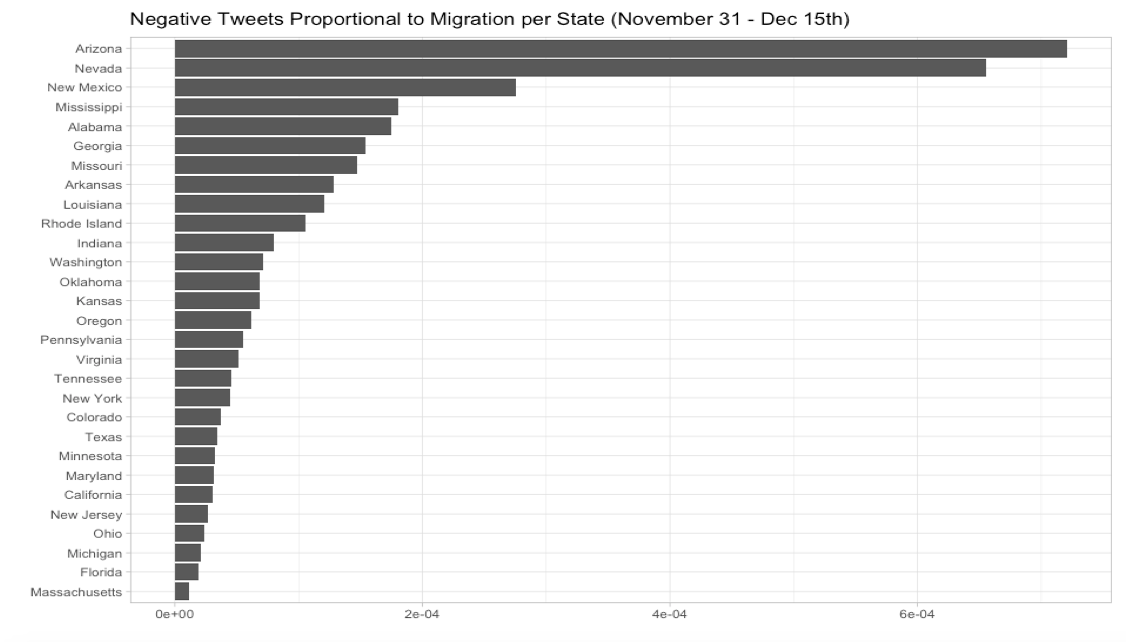 Negative Tweets Proportional to Migration per State (November 31 - Dec 15th)
Arizona
Nevada
New Mexico
Mississippi
Alabama
Georgia
Missouri
Arkansas
Louisiana
Rhode Island
Indiana
Washington
Oklahoma
Kansas
Oregon
Pennsylvania
Virginia
Tennessee
New York
Colorado
Texas
Minnesota
Maryland
California
New Jersey
Ohio
Michigan
Florida
Massachusetts
0e+00 2e-04 4e-04 6e-04